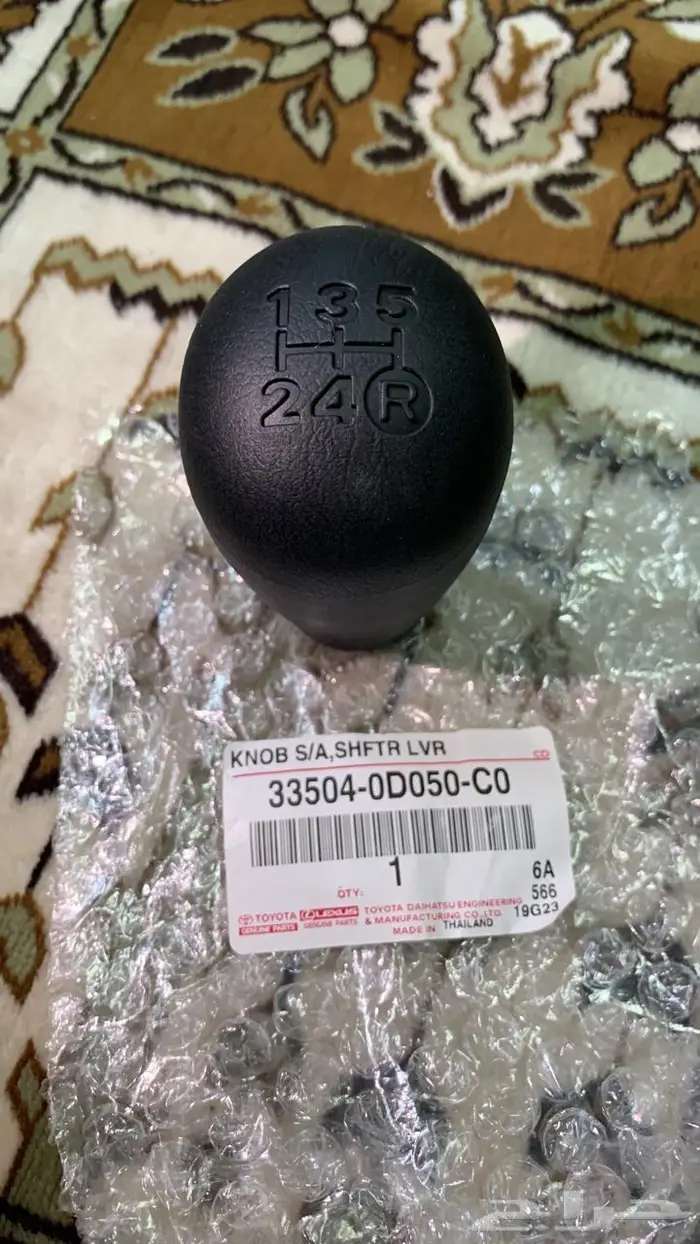 1 3 5
2 4 R
KNOB S/A,SHFTR LVR
CD
33504-0D050-C0
1
QTY:
6A
566
19G23
TOYOTA
GENUINE PARTS
LEXUS
GENUINE PARTS
TOYOTA DAIHATSU ENGINEERING
& MANUFACTURING CO.,LTD.
MADE IN THAILAND
حراج